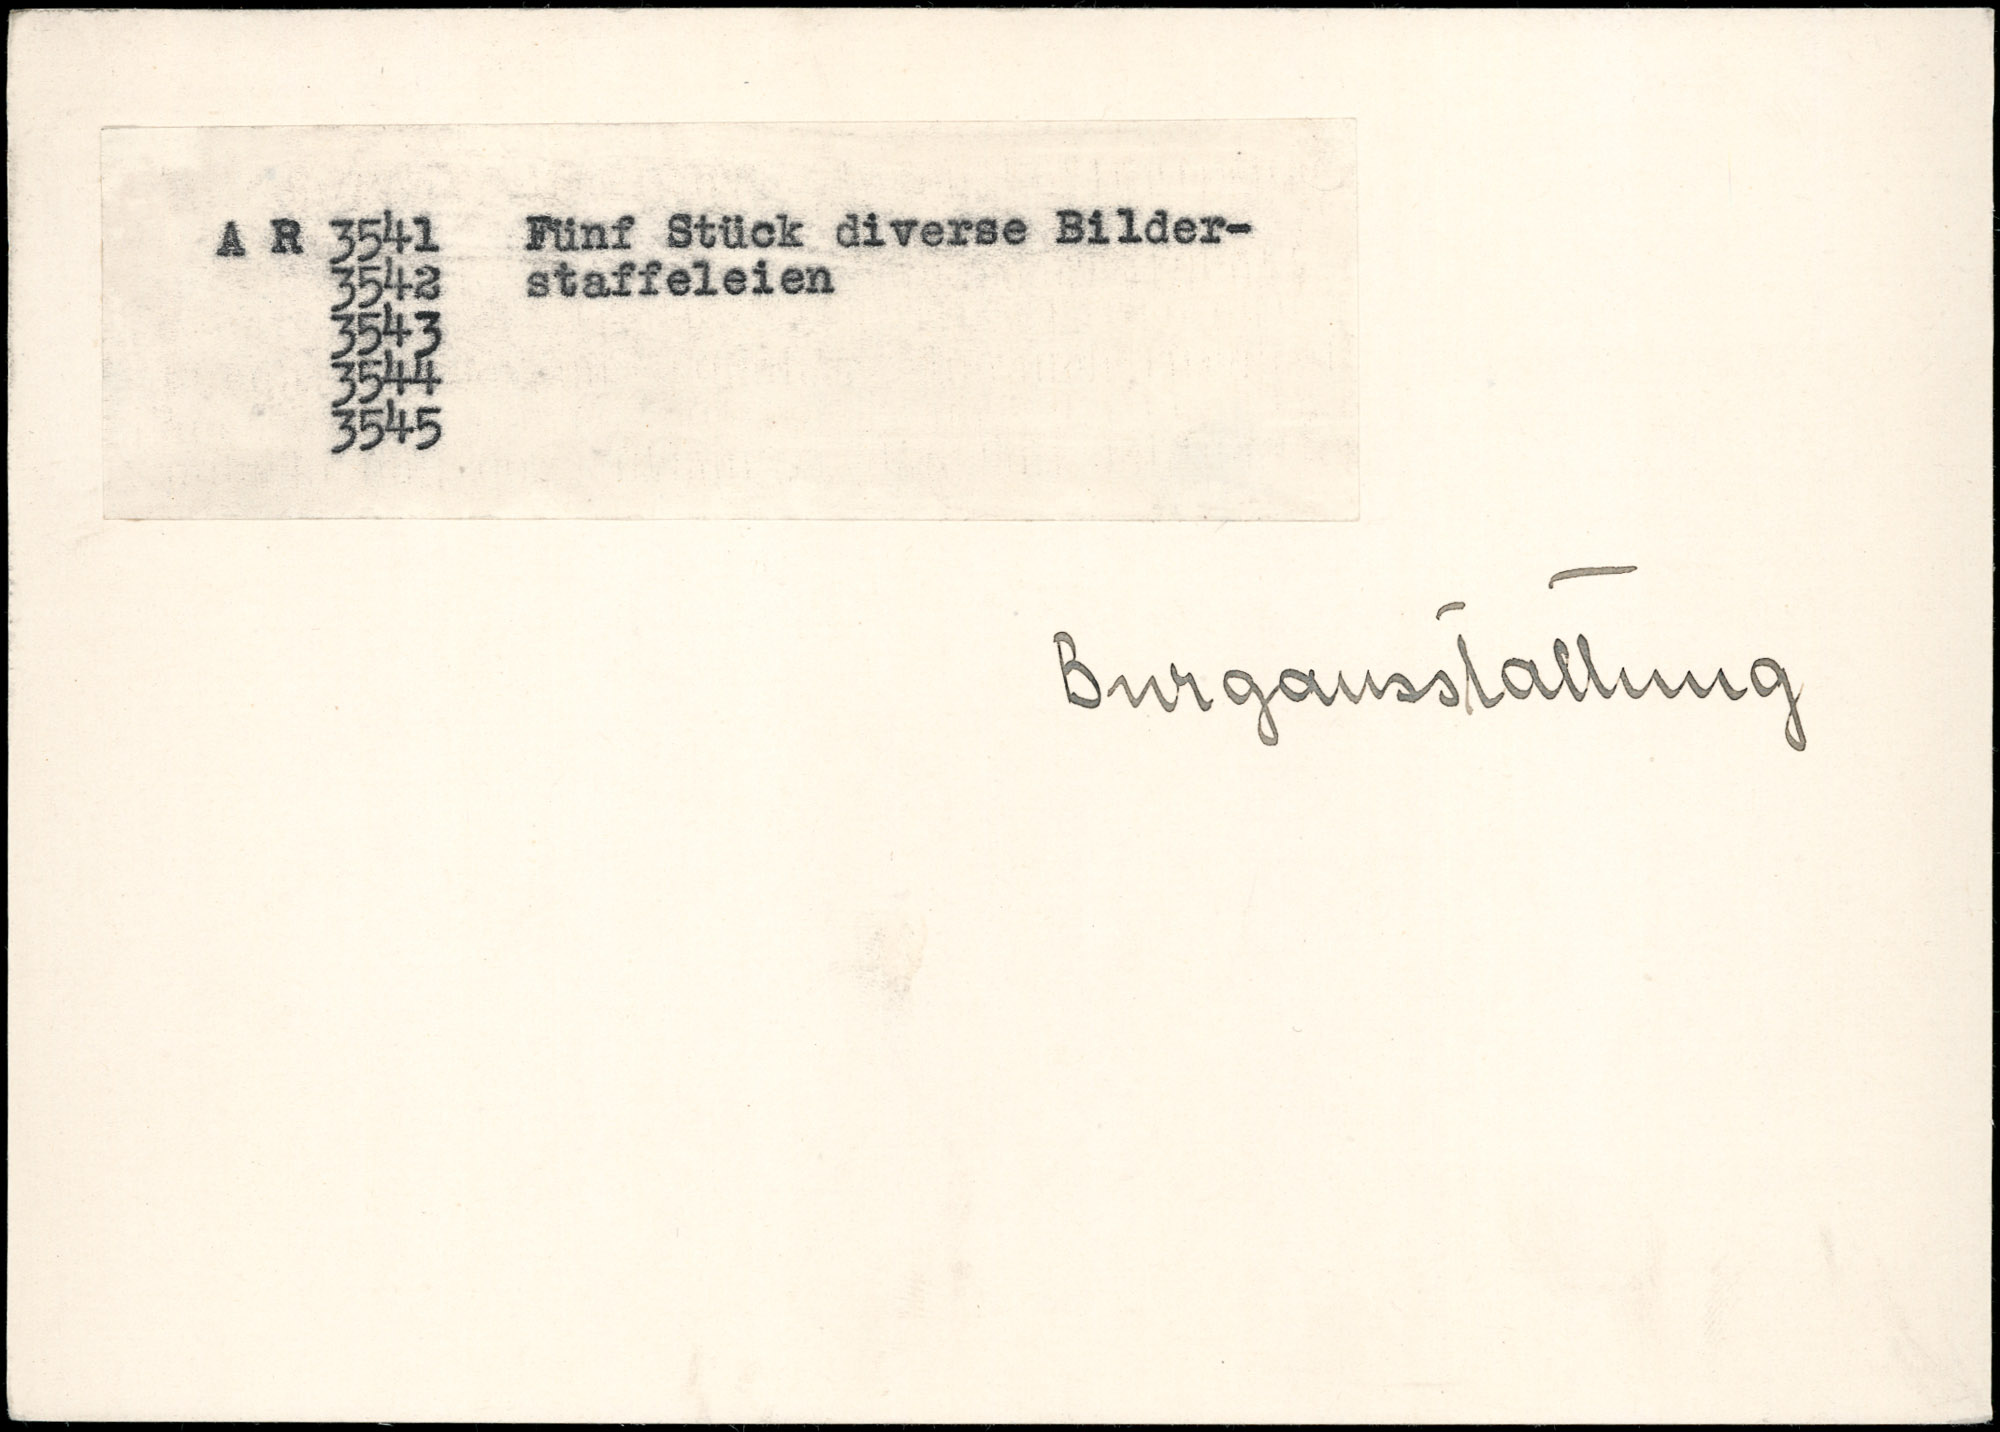 A R 3541 Fünf Stück diverse Bilder-
3542 staffeleien
3543
3544
3545
Burgausstattung